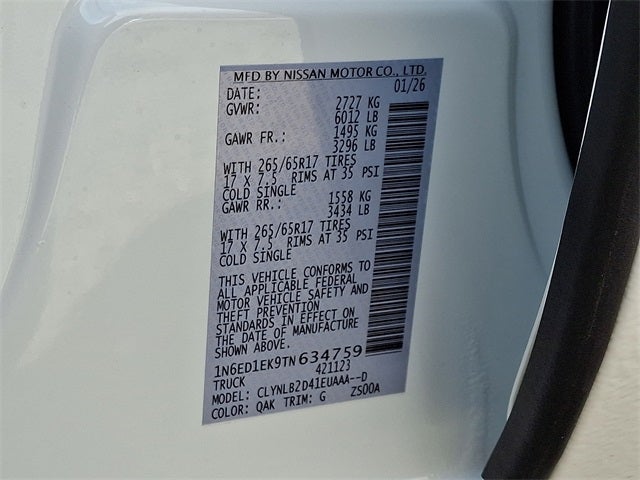 MFD BY NISSAN MOTOR CO., LTD.
DATE: 01/26
GVWR: 2727 KG
6012 LB
GAWR FR.: 1495 KG
3296 LB
WITH 265/65R17 TIRES
17 X 7.5 RIMS AT 35 PSI
COLD SINGLE
GAWR RR.: 1558 KG
3434 LB
WITH 265/65R17 TIRES
17 X 7.5 RIMS AT 35 PSI
COLD SINGLE
THIS VEHICLE CONFORMS TO
ALL APPLICABLE FEDERAL
MOTOR VEHICLE SAFETY AND
THEFT PREVENTION
STANDARDS IN EFFECT ON
THE DATE OF MANUFACTURE
SHOWN ABOVE.
1N6ED1EK9TN634759
TRUCK 421123
MODEL: CLYNLB2D41EUAAA--D
COLOR: QAK TRIM: G ZS00A